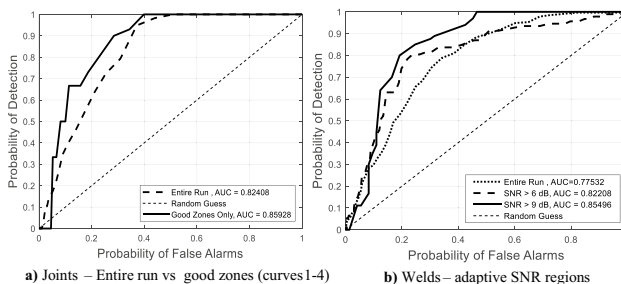 1
0.9
0.8
0.7
0.6
0.5
0.4
0.3
0.2
0.1
0
Probability of Detection
0 0.2 0.4 0.6 0.8 1
Probability of False Alarms
Entire Run , AUC = 0.82408
Random Guess
Good Zones Only, AUC = 0.85928
a) Joints – Entire run vs good zones (curves1-4)
1
0.9
0.8
0.7
0.6
0.5
0.4
0.3
0.2
0.1
0
Probability of Detection
0 0.2 0.4 0.6 0.8
Probability of False Alarms
Entire Run , AUC=0.77532
SNR > 6 dB, AUC = 0.82208
SNR > 9 dB, AUC = 0.85496
Random Guess
b) Welds – adaptive SNR regions